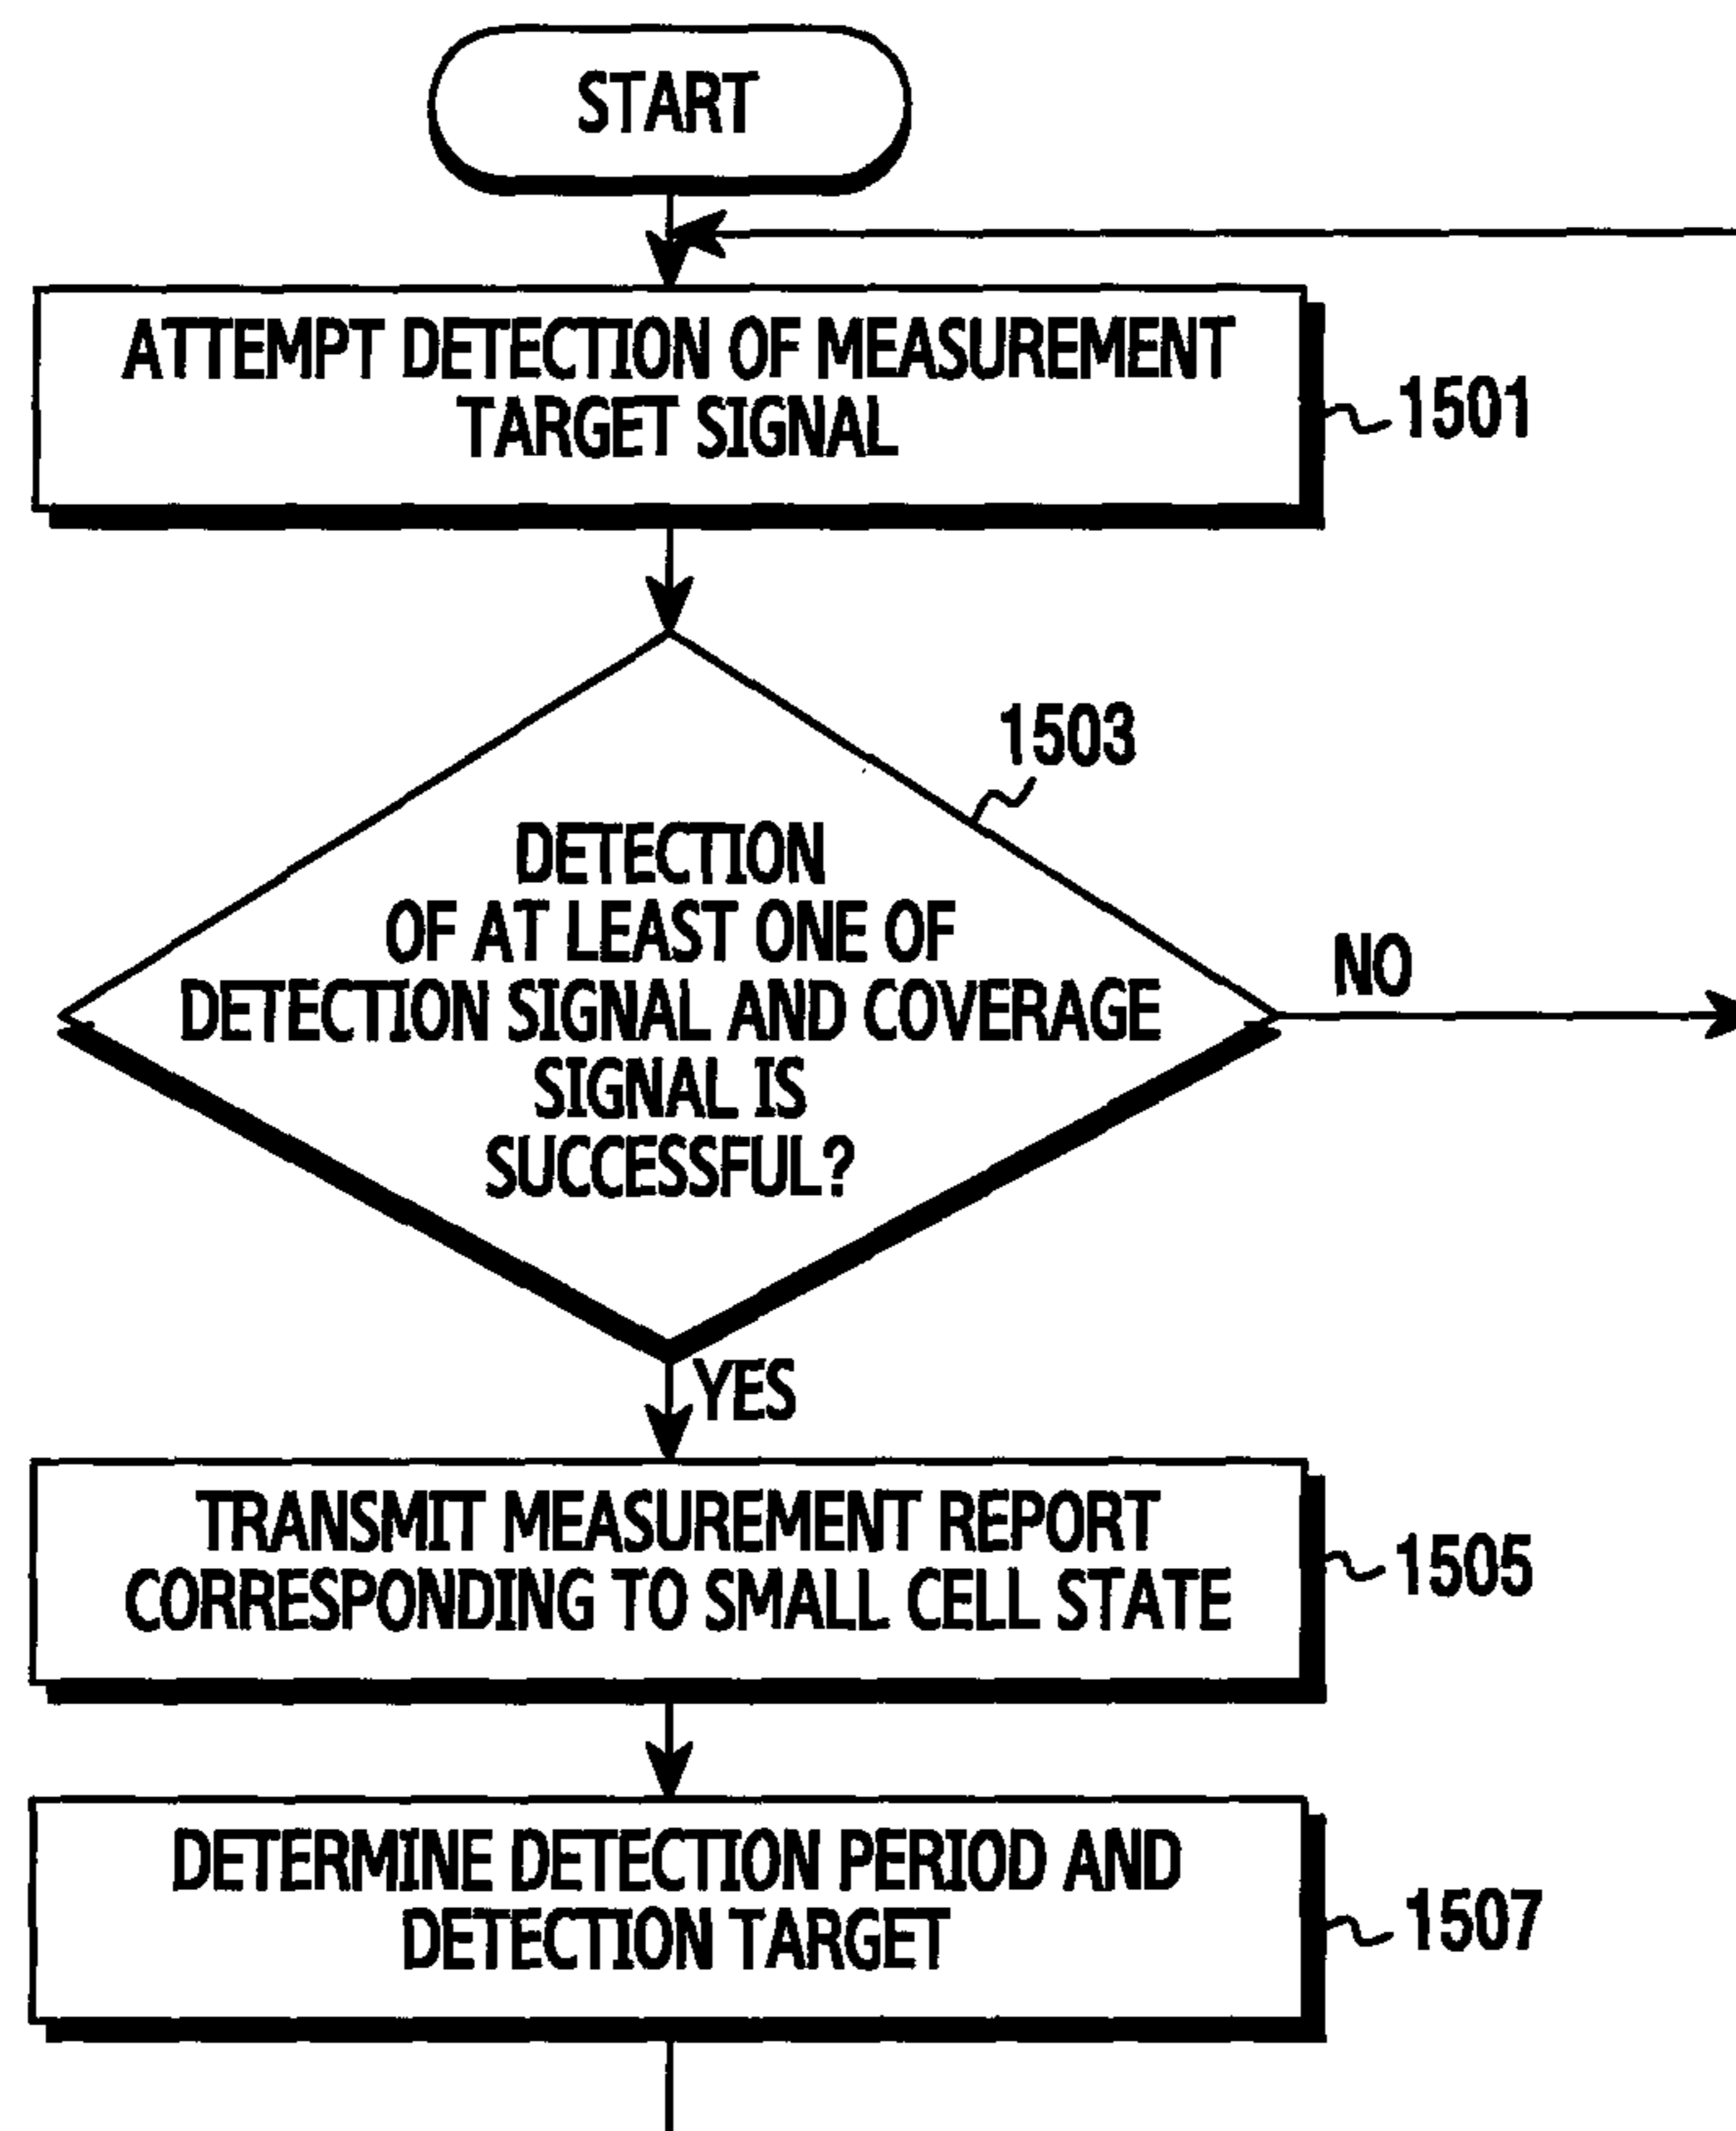 START
ATTEMPT DETECTION OF MEASUREMENT
TARGET SIGNAL
1501
1503
DETECTION
OF AT LEAST ONE OF
DETECTION SIGNAL AND COVERAGE
SIGNAL IS
SUCCESSFUL?
NO
YES
TRANSMIT MEASUREMENT REPORT
CORRESPONDING TO SMALL CELL STATE
1505
DETERMINE DETECTION PERIOD AND
DETECTION TARGET
1507